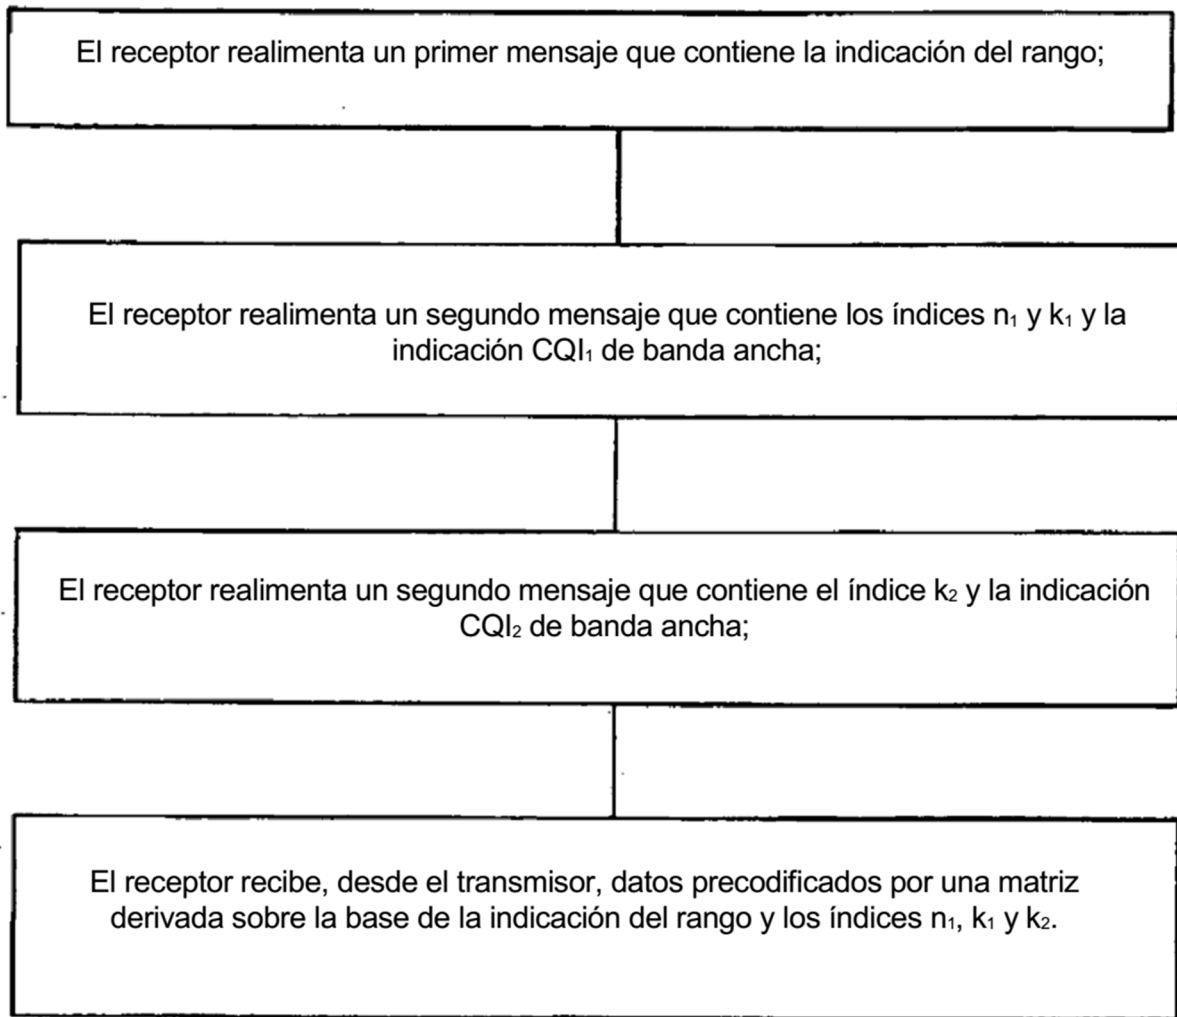 El receptor realimenta un primer mensaje que contiene la indicación del rango;
El receptor realimenta un segundo mensaje que contiene los índices n₁ y k₁ y la
indicación CQI₁ de banda ancha;
El receptor realimenta un segundo mensaje que contiene el índice k₂ y la indicación
CQI₂ de banda ancha;
El receptor recibe, desde el transmisor, datos precodificados por una matriz
derivada sobre la base de la indicación del rango y los índices n₁, k₁ y k₂.